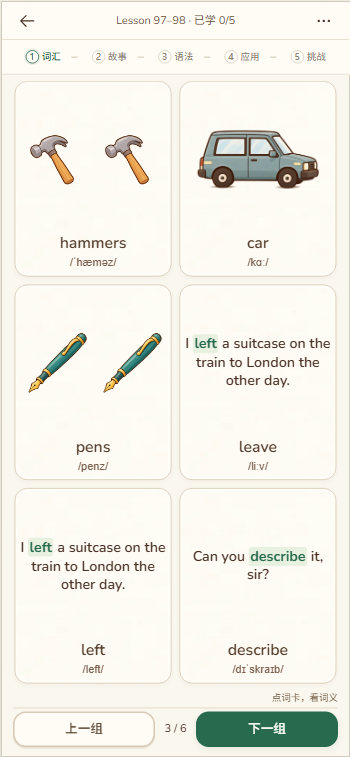 Lesson 97–98 · 已学 0/5
1 词汇 – 2 故事 – 3 语法 – 4 应用 – 5 挑战
hammers
/ˈhæməz/
car
/kɑː/
pens
/penz/
I left a suitcase on the
train to London the
other day.
leave
/liːv/
I left a suitcase on the
train to London the
other day.
left
/left/
Can you describe it,
sir?
describe
/dɪˈskraɪb/
点词卡，看词义
上一组
3 / 6
下一组